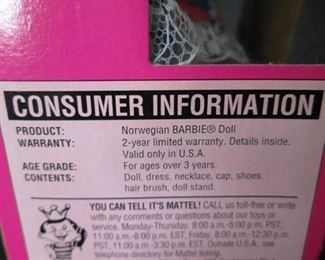 CONSUMER INFORMATION
PRODUCT: Norwegian BARBIE® Doll
WARRANTY: 2-year limited warranty. Details inside.
Valid only in U.S.A.
AGE GRADE: For ages over 3 years.
CONTENTS: Doll, dress, necklace, cap, shoes,
hair brush, doll stand.
YOU CAN TELL IT'S MATTEL! CALL us toll-free or write
with any comments or questions about our toys or
service. Monday-Thursday, 8:00 a.m.-5:00 p.m. PST;
11:00 a.m.-8:00 p.m. EST, Friday, 8:00 a.m.-12:30 p.m.
PST, 11:00 a.m.-3:30 p.m. EST. Outside U.S.A. see
telephone directory for Mattel listing.